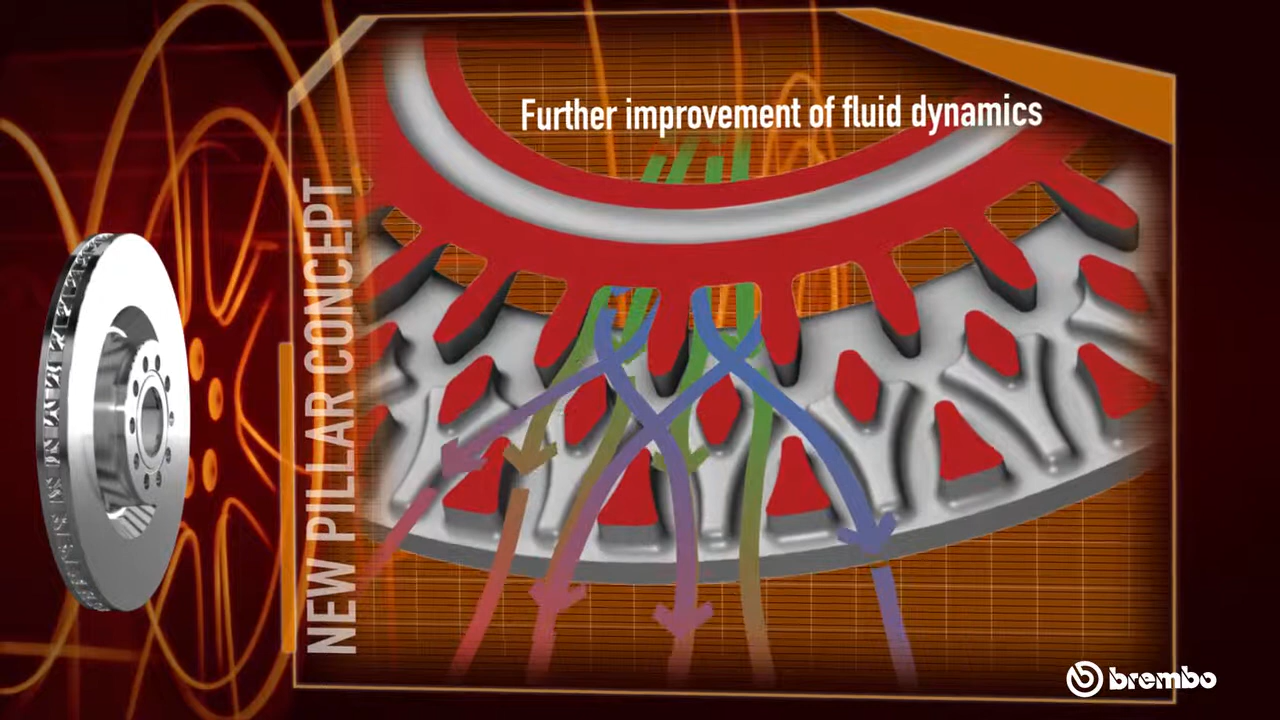 Further improvement of fluid dynamics
NEW PILLAR CONCEPT
brembo